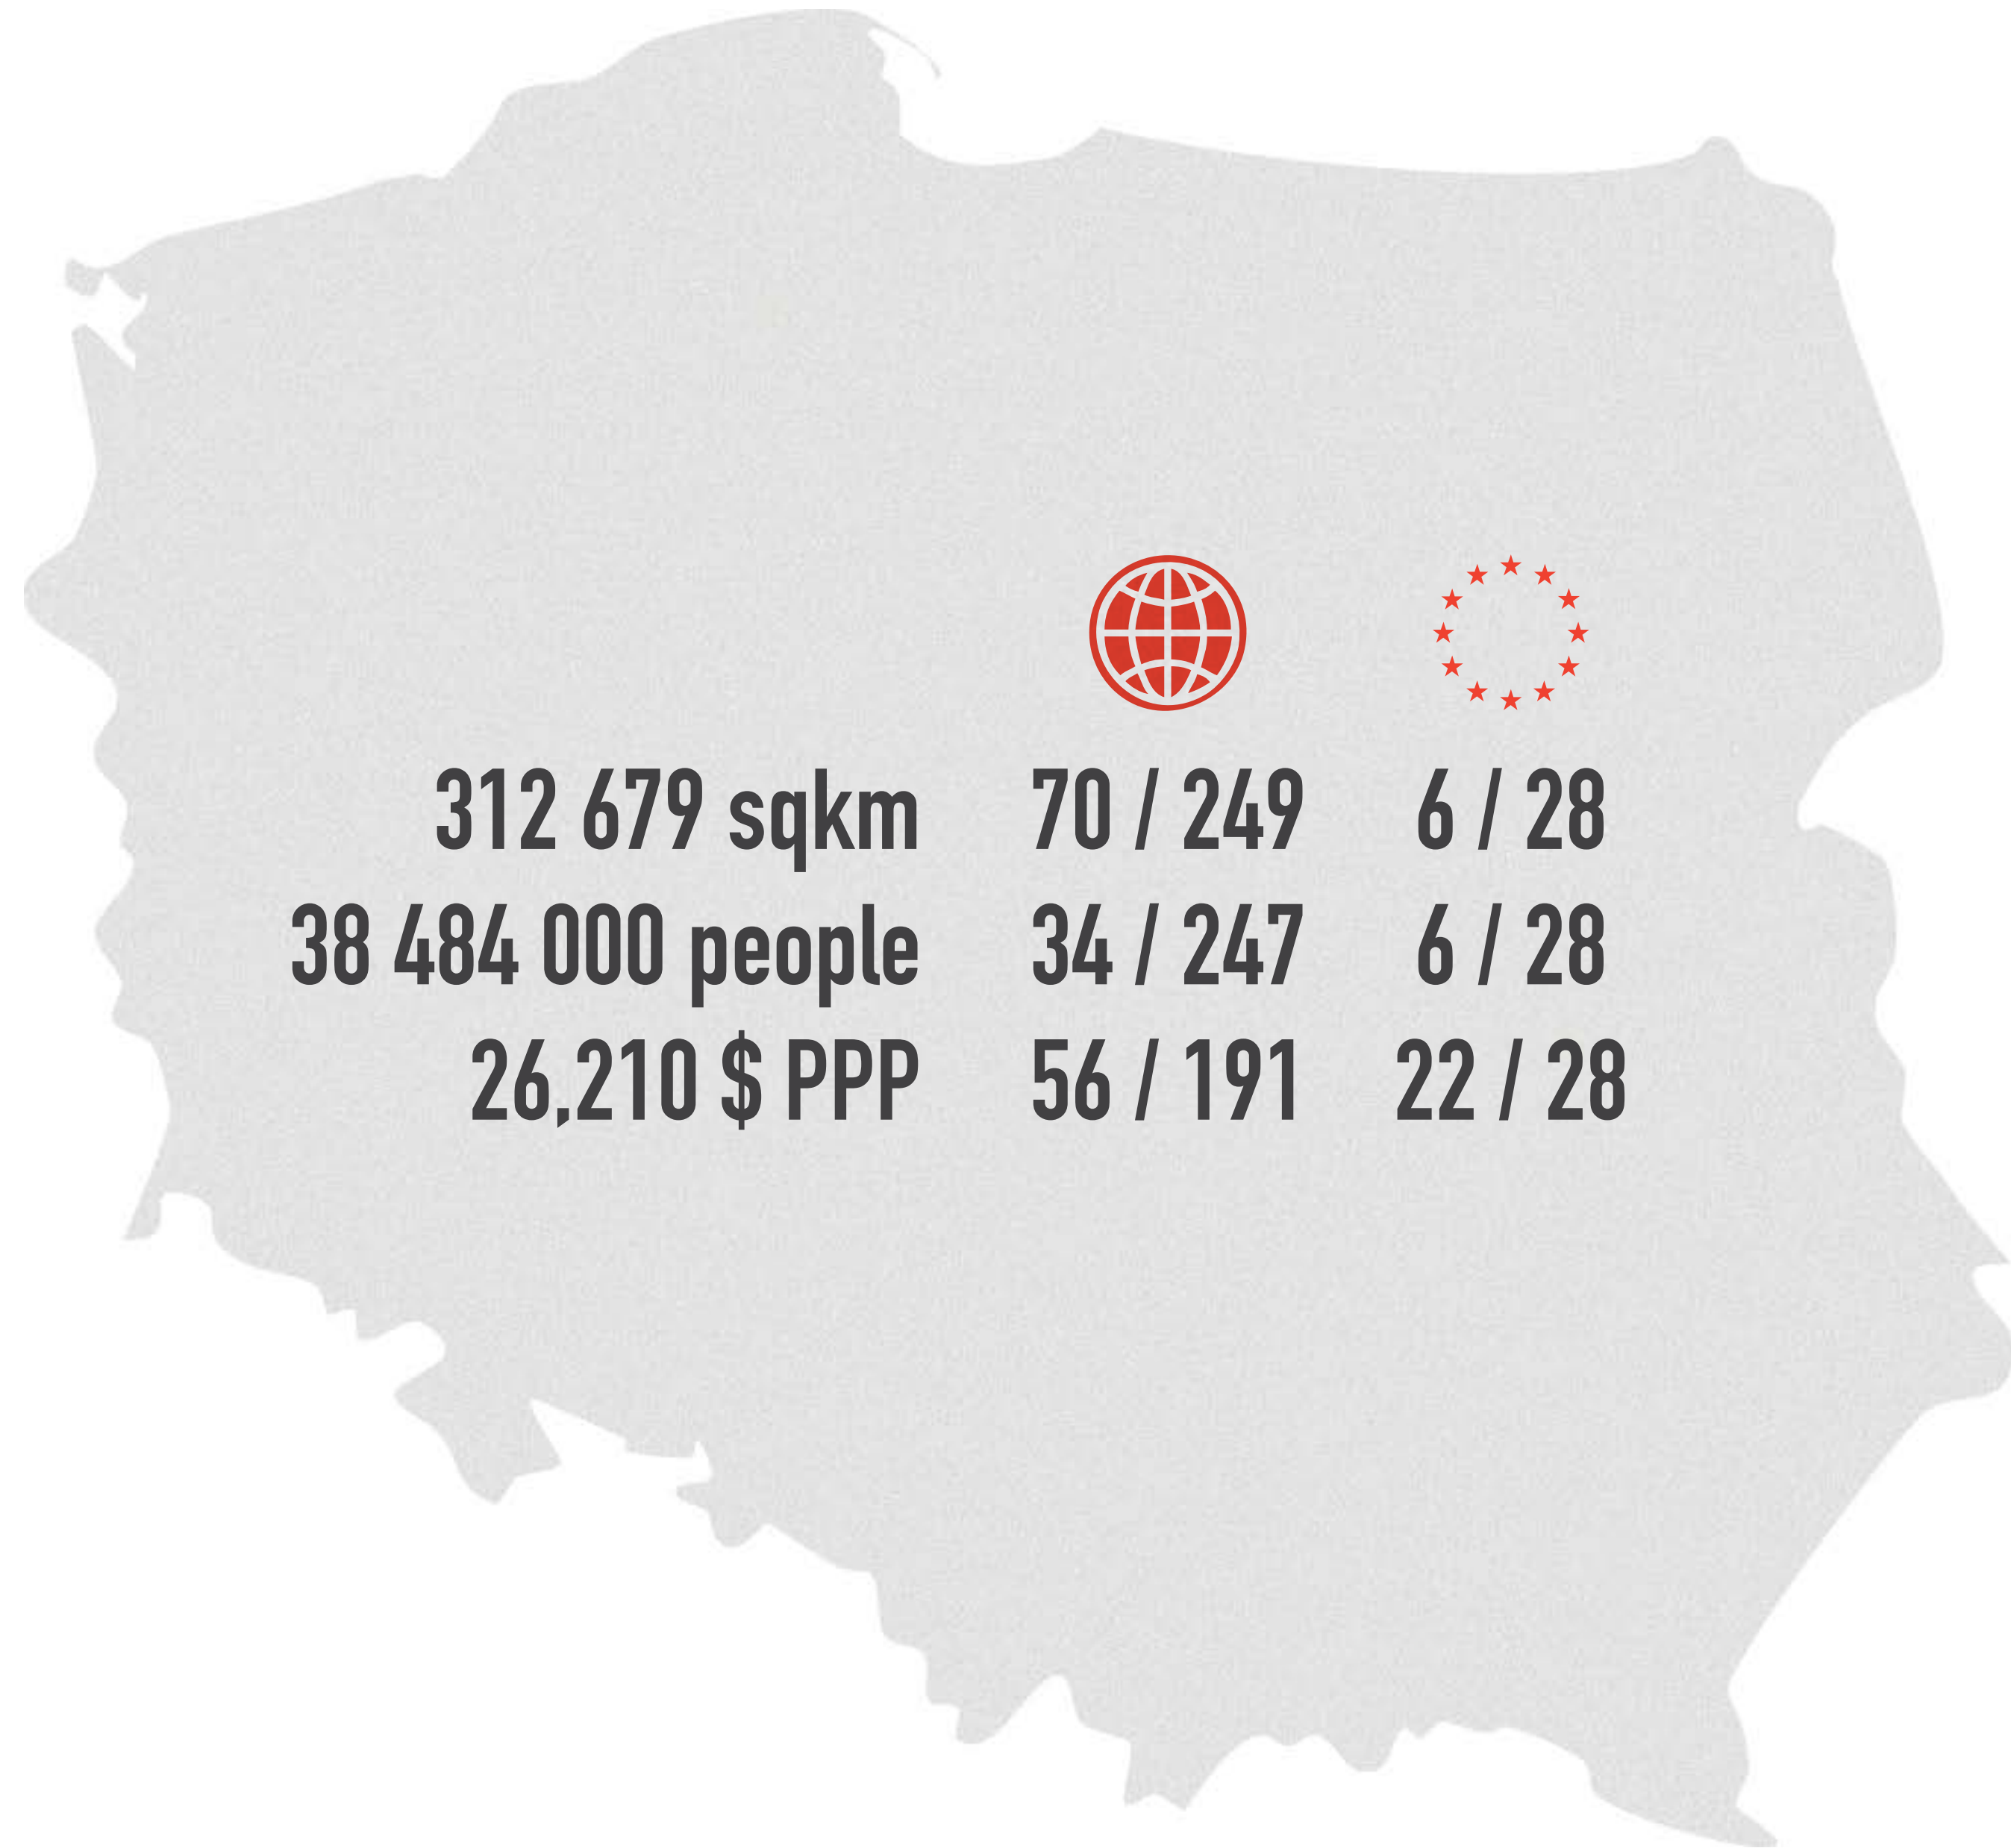 312 679 sqkm 70 / 249 6 / 28
38 484 000 people 34 / 247 6 / 28
26,210 $ PPP 56 / 191 22 / 28